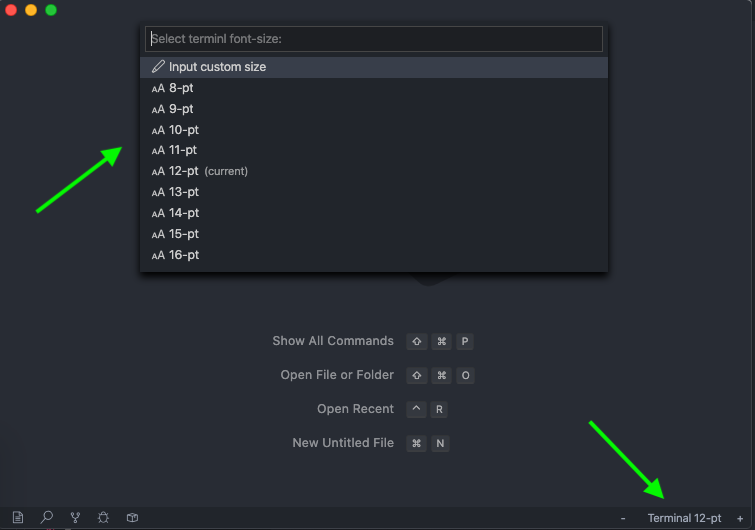 Select terminl font-size:
Input custom size
AA 8-pt
AA 9-pt
AA 10-pt
AA 11-pt
AA 12-pt (current)
AA 13-pt
AA 14-pt
AA 15-pt
AA 16-pt
Show All Commands ⇧ ⌘ P
Open File or Folder ⇧ ⌘ O
Open Recent ^ R
New Untitled File ⌘ N
- Terminal 12-pt +